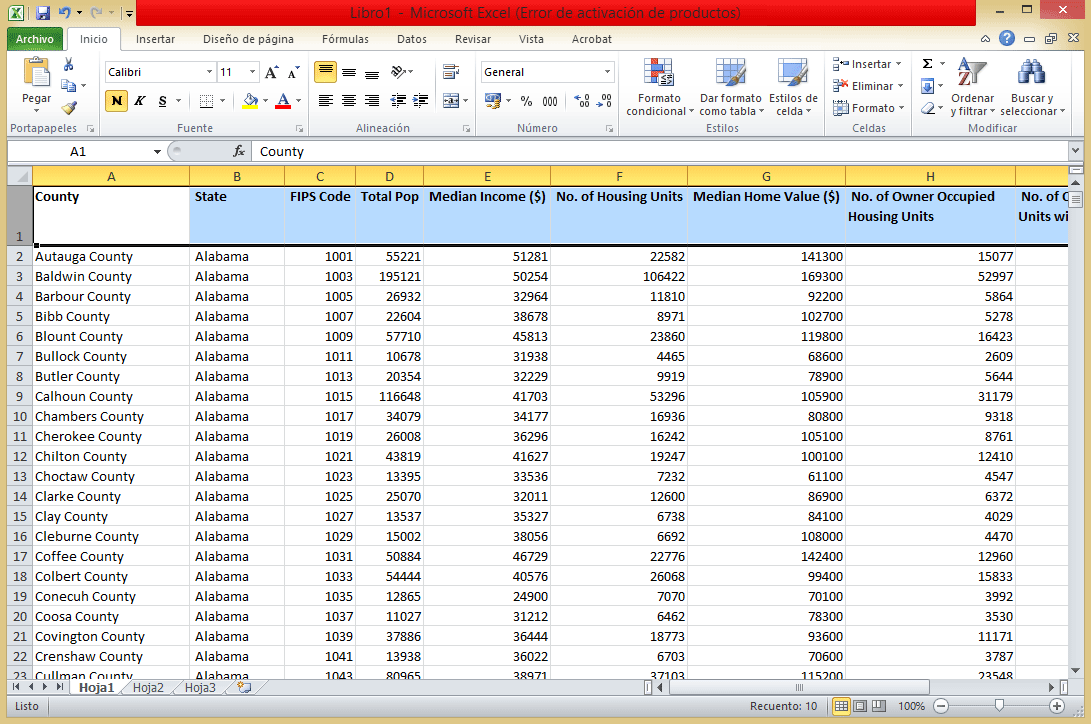 Libro1 - Microsoft Excel (Error de activación de productos)
Archivo Inicio Insertar Diseño de página Fórmulas Datos Revisar Vista Acrobat
Pegar
Portapapeles
Calibri 11
N K S
Fuente
Alineación
General
% 000
Número
Formato condicional
Dar formato como tabla
Estilos de celda
Estilos
Insertar
Eliminar
Formato
Celdas
Σ
Ordenar y filtrar
Buscar y seleccionar
Modificar
A1 fx County
A B C D E F G H
1 County State FIPS Code Total Pop Median Income ($) No. of Housing Units Median Home Value ($) No. of Owner Occupied Housing Units
2 Autauga County Alabama 1001 55221 51281 22582 141300 15077
3 Baldwin County Alabama 1003 195121 50254 106422 169300 52997
4 Barbour County Alabama 1005 26932 32964 11810 92200 5864
5 Bibb County Alabama 1007 22604 38678 8971 102700 5278
6 Blount County Alabama 1009 57710 45813 23860 119800 16423
7 Bullock County Alabama 1011 10678 31938 4465 68600 2609
8 Butler County Alabama 1013 20354 32229 9919 78900 5644
9 Calhoun County Alabama 1015 116648 41703 53296 105900 31179
10 Chambers County Alabama 1017 34079 34177 16936 80800 9318
11 Cherokee County Alabama 1019 26008 36296 16242 105100 8761
12 Chilton County Alabama 1021 43819 41627 19247 100100 12410
13 Choctaw County Alabama 1023 13395 33536 7232 61100 4547
14 Clarke County Alabama 1025 25070 32011 12600 86900 6372
15 Clay County Alabama 1027 13537 35327 6738 84100 4029
16 Cleburne County Alabama 1029 15002 38056 6692 108000 4470
17 Coffee County Alabama 1031 50884 46729 22776 142400 12960
18 Colbert County Alabama 1033 54444 40576 26068 99400 15833
19 Conecuh County Alabama 1035 12865 24900 7070 70100 3992
20 Coosa County Alabama 1037 11027 31212 6462 78300 3530
21 Covington County Alabama 1039 37886 36444 18773 93600 11171
22 Crenshaw County Alabama 1041 13938 36022 6703 70600 3787
23 Cullman County Alabama 1043 80965 38971 37103 115200 23548
Hoja1 Hoja2 Hoja3
Listo Recuento: 10 100%